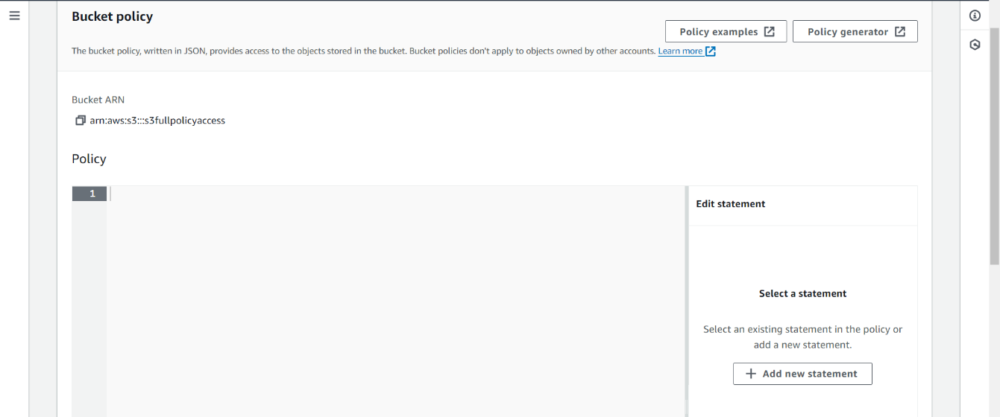 Bucket policy
Policy examples
Policy generator
The bucket policy, written in JSON, provides access to the objects stored in the bucket. Bucket policies don't apply to objects owned by other accounts. Learn more
Bucket ARN
arn:aws:s3:::s3fullpolicyaccess
Policy
1
Edit statement
Select a statement
Select an existing statement in the policy or
add a new statement.
Add new statement